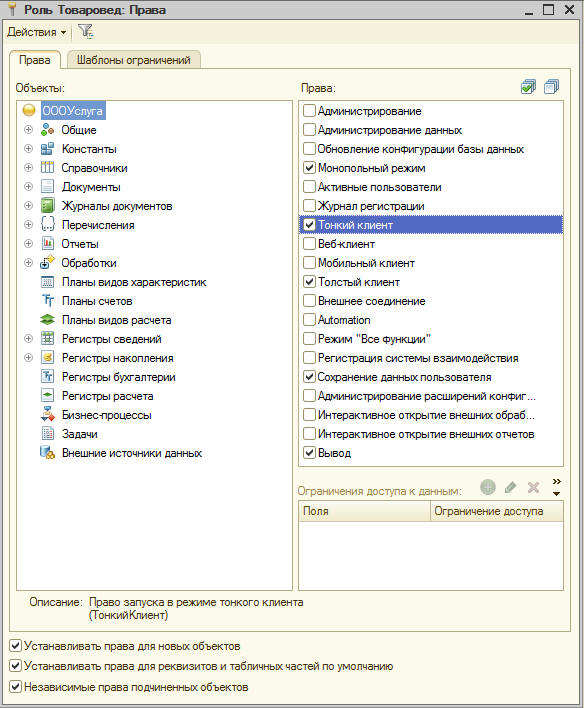 Роль Товаровед: Права
Действия
Права
Шаблоны ограничений
Объекты:
ОООУслуга
Общие
Константы
Справочники
Документы
Журналы документов
Перечисления
Отчеты
Обработки
Планы видов характеристик
Планы счетов
Планы видов расчета
Регистры сведений
Регистры накопления
Регистры бухгалтерии
Регистры расчета
Бизнес-процессы
Задачи
Внешние источники данных
Права:
Администрирование
Администрирование данных
Обновление конфигурации базы данных
Монопольный режим
Активные пользователи
Журнал регистрации
Тонкий клиент
Веб-клиент
Мобильный клиент
Толстый клиент
Внешнее соединение
Automation
Режим "Все функции"
Регистрация системы взаимодействия
Сохранение данных пользователя
Администрирование расширений конфиг...
Интерактивное открытие внешних обраб...
Интерактивное открытие внешних отчетов
Вывод
Ограничения доступа к данным:
Поля
Ограничение доступа
Описание: Право запуска в режиме тонкого клиента
(ТонкийКлиент)
Устанавливать права для новых объектов
Устанавливать права для реквизитов и табличных частей по умолчанию
Независимые права подчиненных объектов